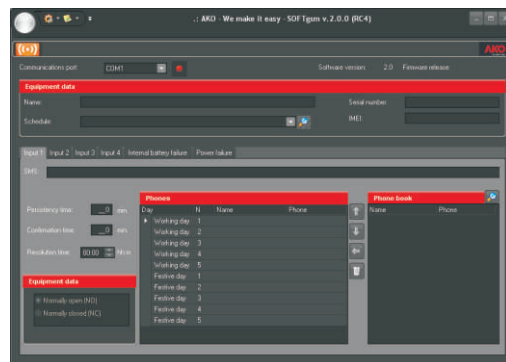 .: AKO - We make it easy - SOFTgsm v.2.0.0 (RC4)
AKO
Communications port: COM1 Software version: 2.0 Firmware release:
Equipment data
Name: Serial number:
Schedule: IMEI:
Input 1 Input 2 Input 3 Input 4 Internal battery failure Power failure
SMS:
Phones Phone book
Day N Name Phone Name Phone
Persistency time: __0 min.
Confirmation time: __0 min.
Resolution time: 00:00 hh:m
Working day 1
Working day 2
Working day 3
Working day 4
Working day 5
Festive day 1
Festive day 2
Festive day 3
Festive day 4
Festive day 5
Equipment data
Normally open (NO)
Normally closed (NC)